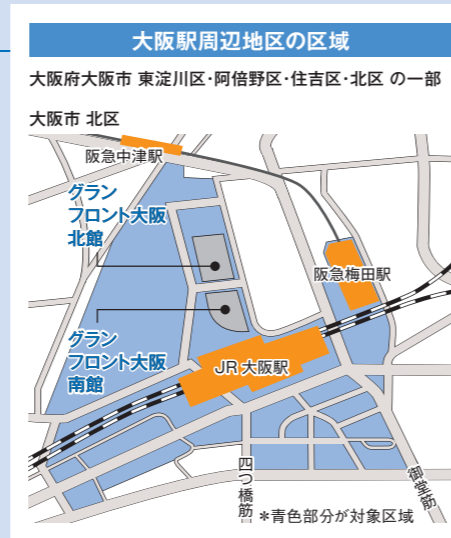 大阪駅周辺地区の区域
大阪府大阪市 東淀川区・阿倍野区・住吉区・北区 の一部
大阪市 北区
阪急中津駅
グラン
フロント大阪
北館
阪急梅田駅
グラン
フロント大阪
南館
JR 大阪駅
四つ橋筋
御堂筋
＊青色部分が対象区域